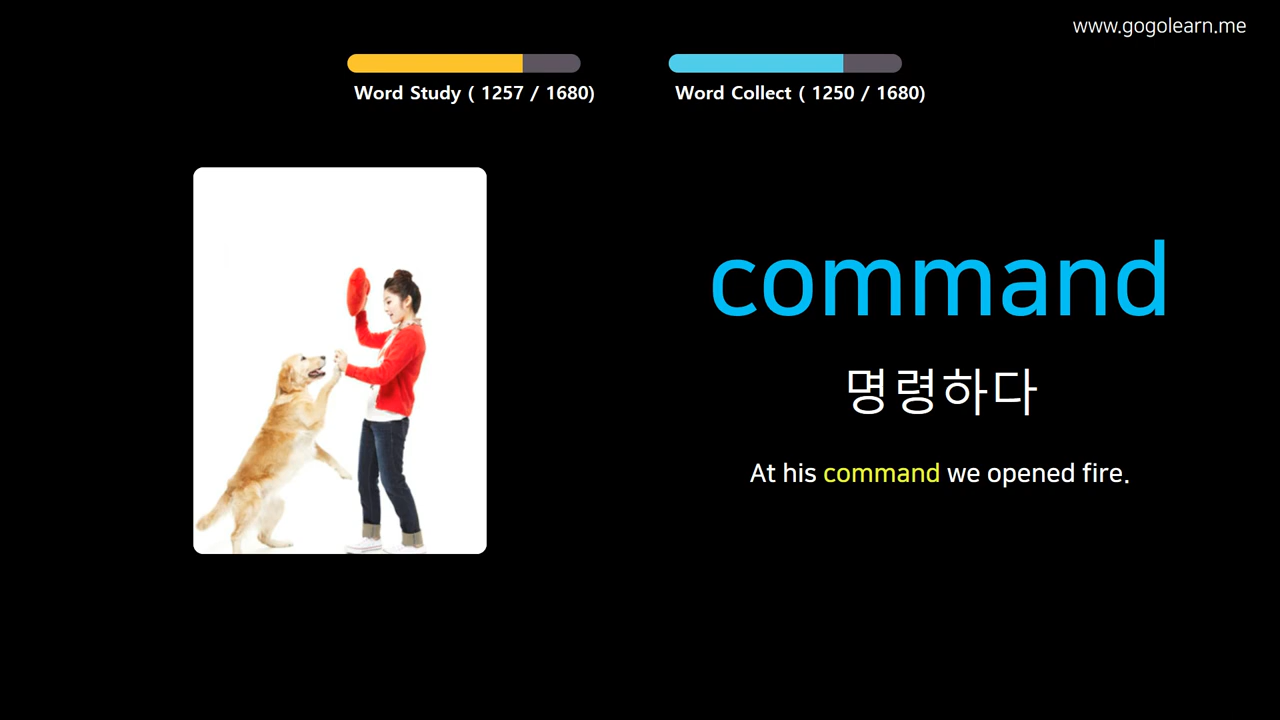 www.gogolearn.me
Word Study ( 1257 / 1680)
Word Collect ( 1250 / 1680)
command
명령하다
At his command we opened fire.